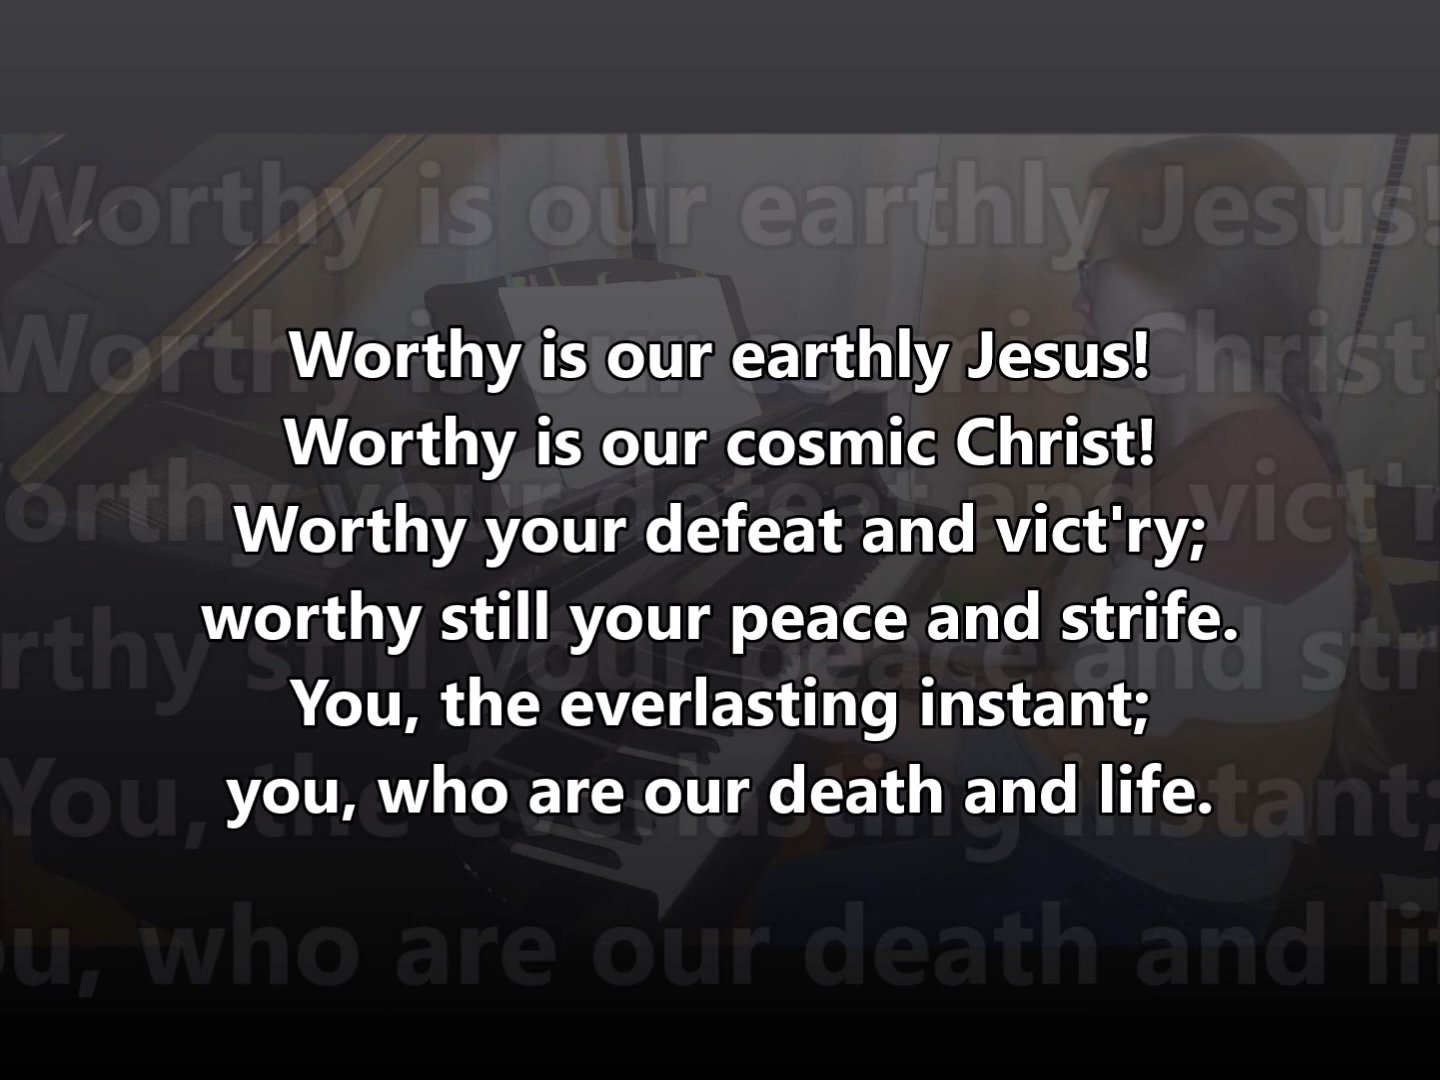 Worthy is our earthly Jesus!
Worthy is our cosmic Christ!
Worthy your defeat and vict'ry;
worthy still your peace and strife.
You, the everlasting instant;
you, who are our death and life.